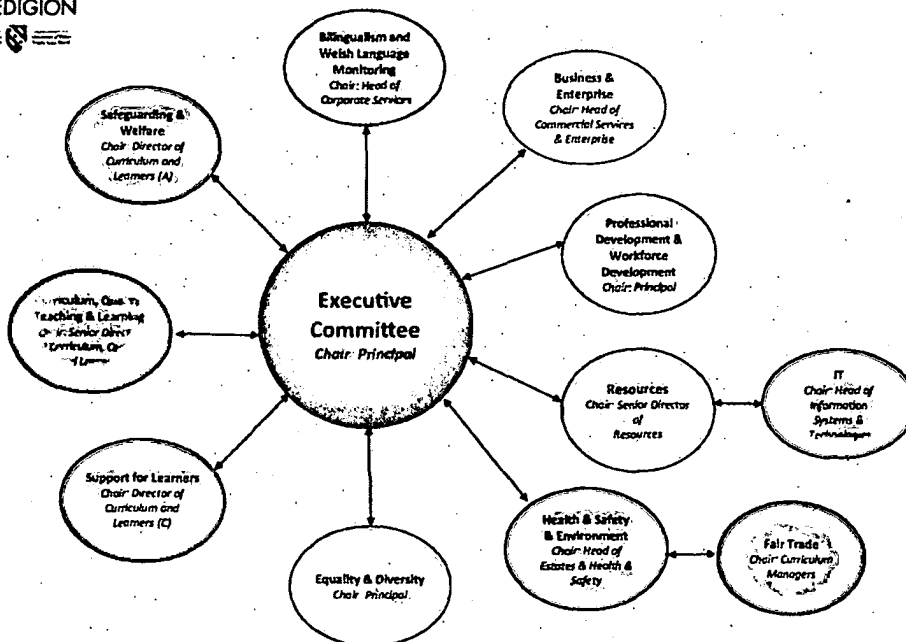 EDIGION
Bilingualism and
Welsh Language
Monitoring
Chair: Head of
Corporate Services
Business &
Enterprise
Chair: Head of
Commercial Services
& Enterprise
Safeguarding &
Welfare
Chair: Director of
Curriculum and
Learners (A)
Professional
Development &
Workforce
Development
Chair: Principal
Executive
Committee
Chair: Principal
Teaching & Learning
Senior
Resources
Chair: Senior Director
of
Resources
IT
Chair: Head of
Information
Systems &
Technologies
Support for Learners
Chair: Director of
Curriculum and
Learners (C)
Health & Safety
& Environment
Chair: Head of
Estates & Health &
Safety
Fair Trade
Chair: Curriculum
Managers
Equality & Diversity
Chair: Principal